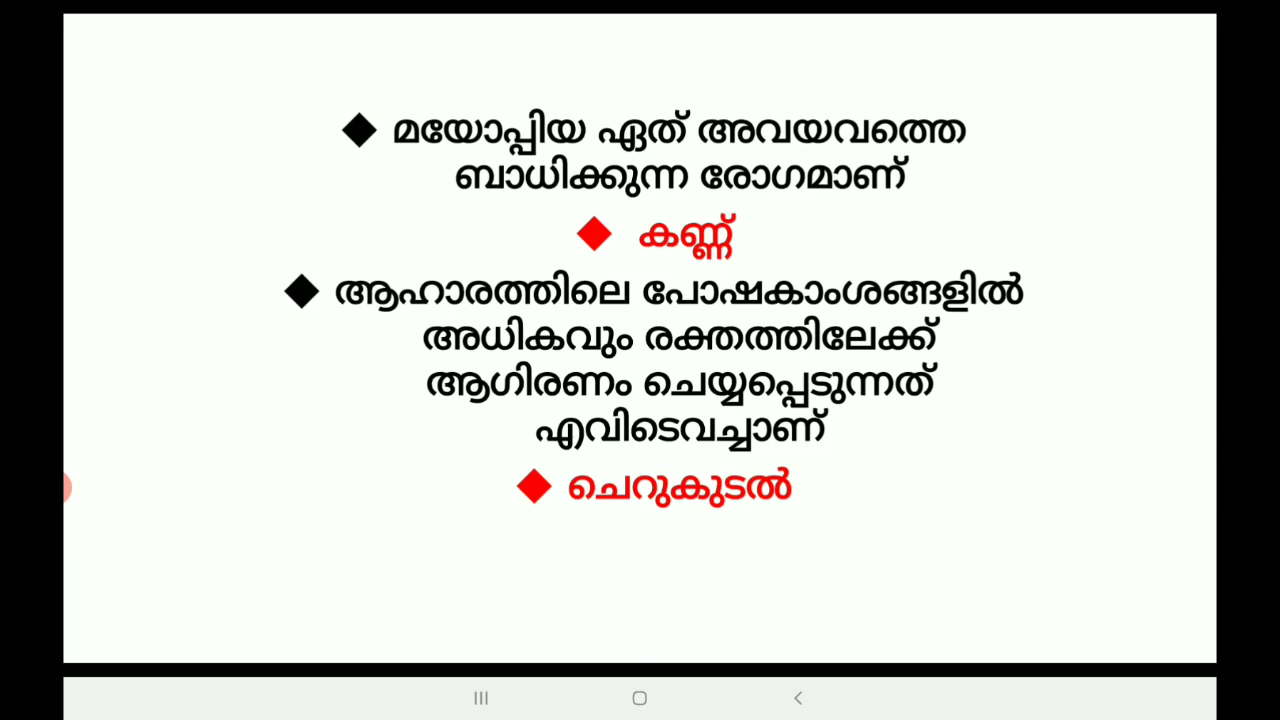 ◆ മയോപ്പിയ ഏത് അവയവത്തെ
ബാധിക്കുന്ന രോഗമാണ്
◆ കണ്ണ്
◆ ആഹാരത്തിലെ പോഷകാംശങ്ങളിൽ
അധികവും രക്തത്തിലേക്ക്
ആഗിരണം ചെയ്യപ്പെടുന്നത്
എവിടെവച്ചാണ്
◆ ചെറുകുടൽ